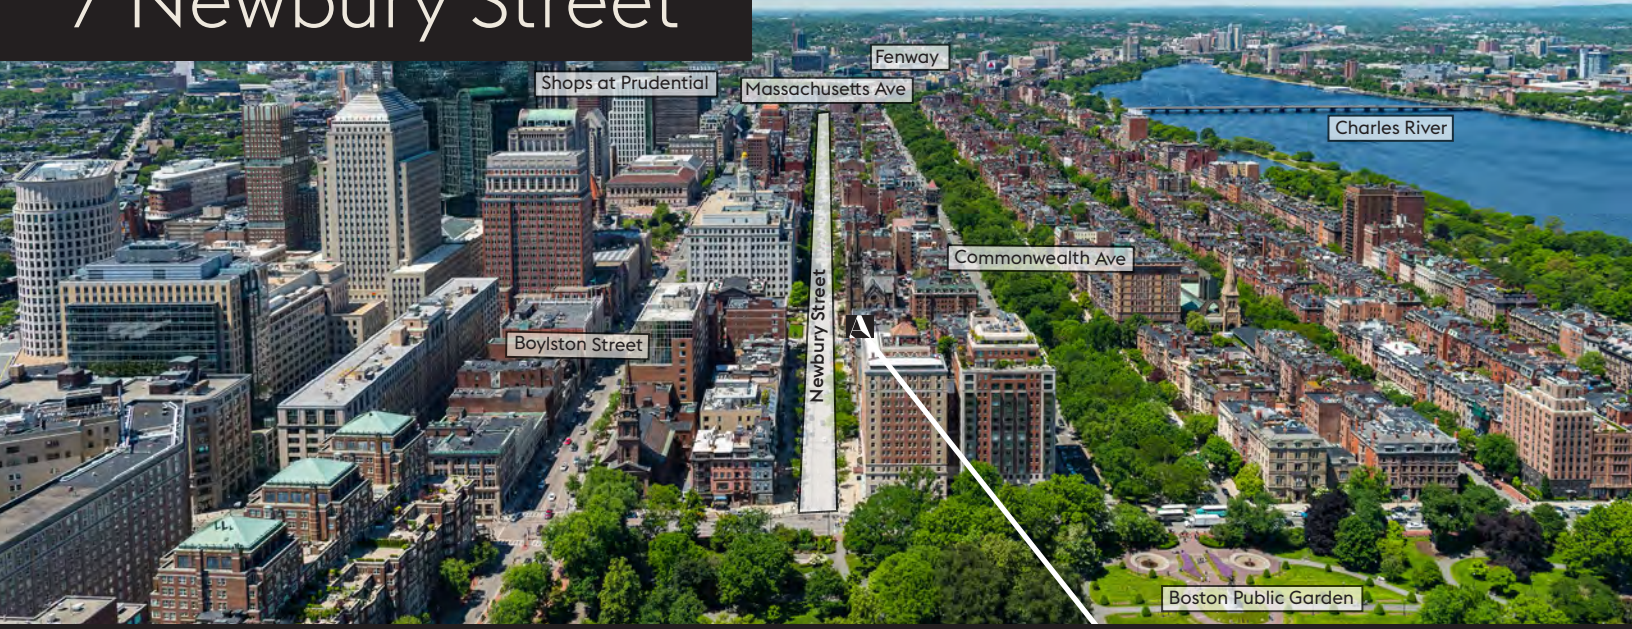 7 Newbury Street
Fenway
Shops at Prudential
Massachusetts Ave
Charles River
Commonwealth Ave
Newbury Street
A
Boylston Street
Boston Public Garden